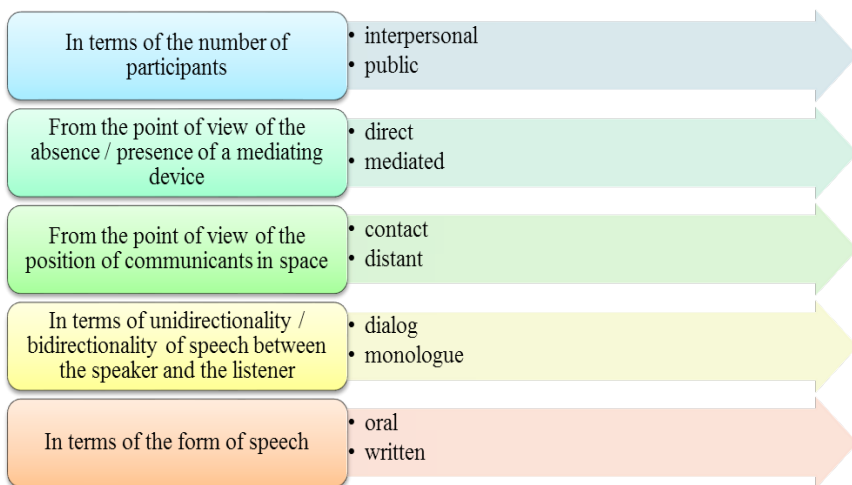 In terms of the number of
participants
• interpersonal
• public
From the point of view of the
absence / presence of a mediating
device
• direct
• mediated
From the point of view of the
position of communicants in space
• contact
• distant
In terms of unidirectionality /
bidirectionality of speech between
the speaker and the listener
• dialog
• monologue
In terms of the form of speech
• oral
• written